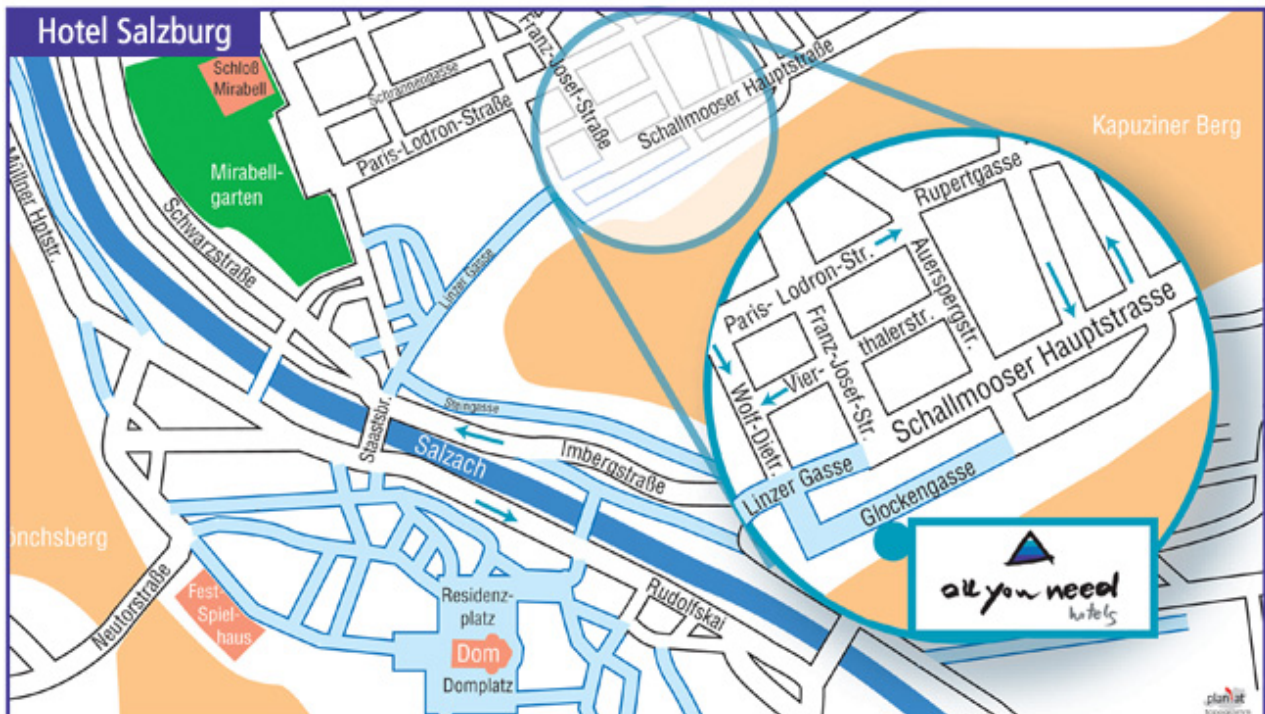 Hotel Salzburg
Schloß
Mirabell
Mirabell-
garten
Schrannengasse
Paris-Lodron-Straße
Franz-Josef-Straße
Schallmooser Hauptstraße
Kapuziner Berg
Müllner Hptstr.
Schwarzstraße
Linzer Gasse
Steingasse
Staatsbr.
Salzach
Imbergstraße
Rupertgasse
Paris- Lodron-Str.
Auerspergstr.
Franz-Josef-Str.
Vier-
thalerstr.
Wolf-Dietr.
Schallmooser Hauptstrasse
Linzer Gasse
Glockengasse
all you need
hotels
onchsberg
Neutorstraße
Fest-
Spiel-
haus
Residenz-
platz
Dom
Domplatz
Rudolfskai